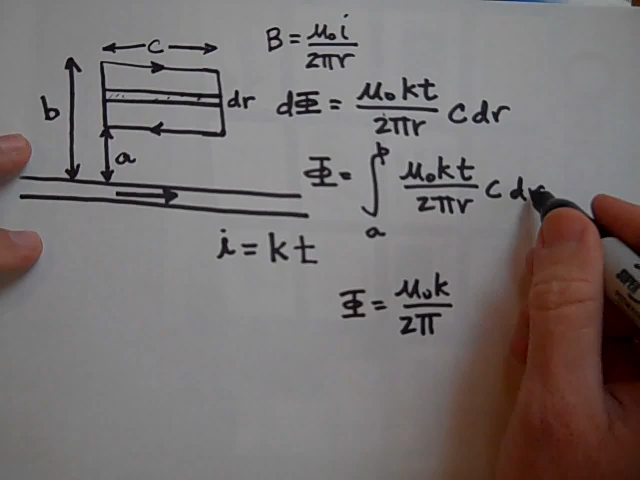 c
B = μ₀i / 2πr
b
dr
dΦ = μ₀kt / 2πr c dr
a
Φ = ∫ₐᵇ μ₀kt / 2πr c dr
i = kt
Φ = μ₀k / 2π